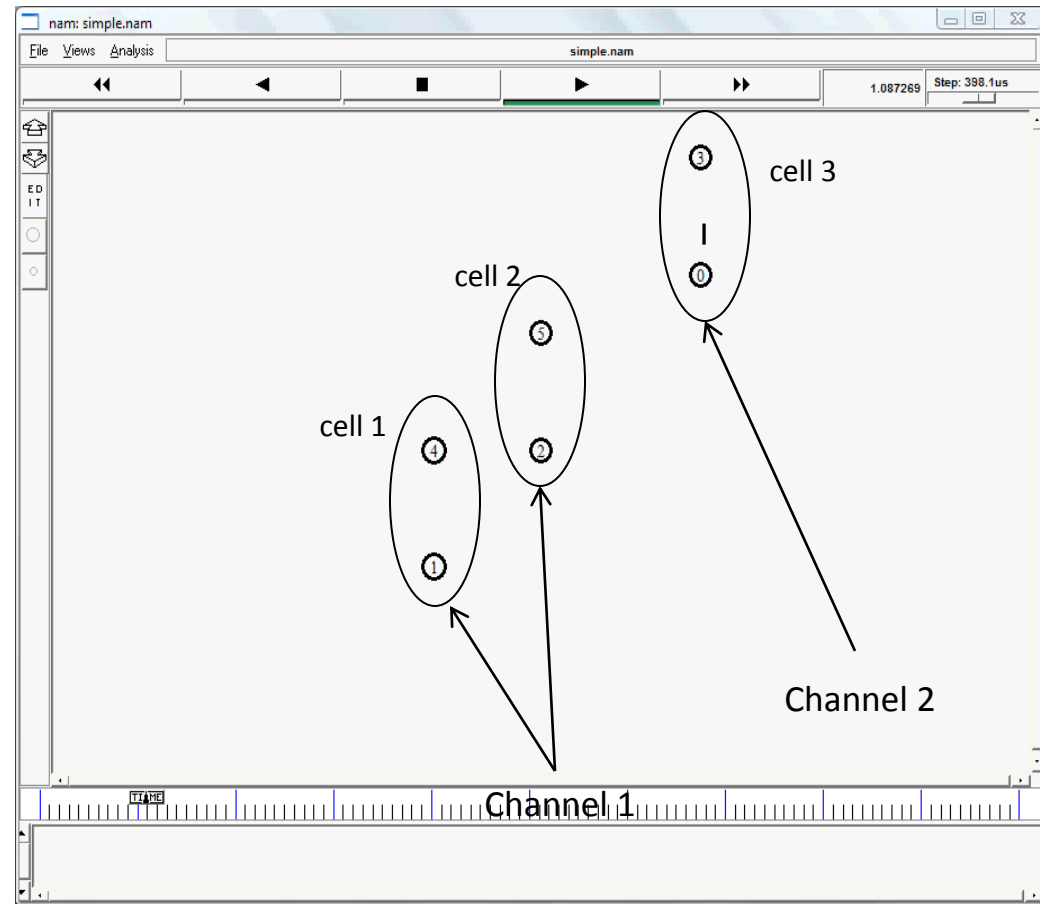 nam: simple.nam
File Views Analysis simple.nam
1.087269 Step: 398.1us
E D
I T
3
cell 3
0
cell 2
5
cell 1
4
2
1
Channel 2
TIME
Channel 1